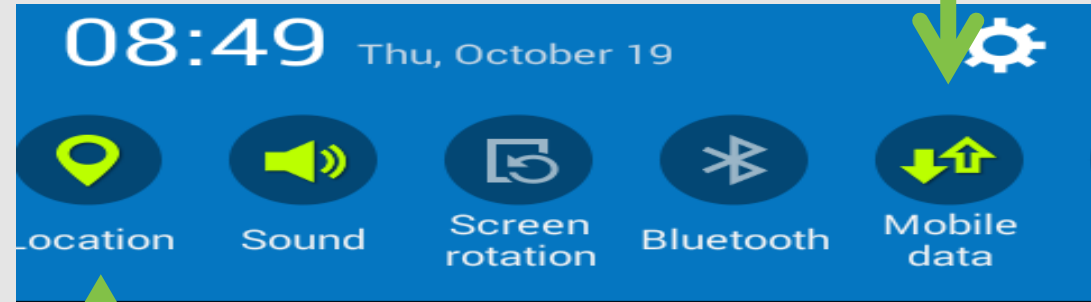 08:49 Thu, October 19
Location Sound Screen rotation Bluetooth Mobile data